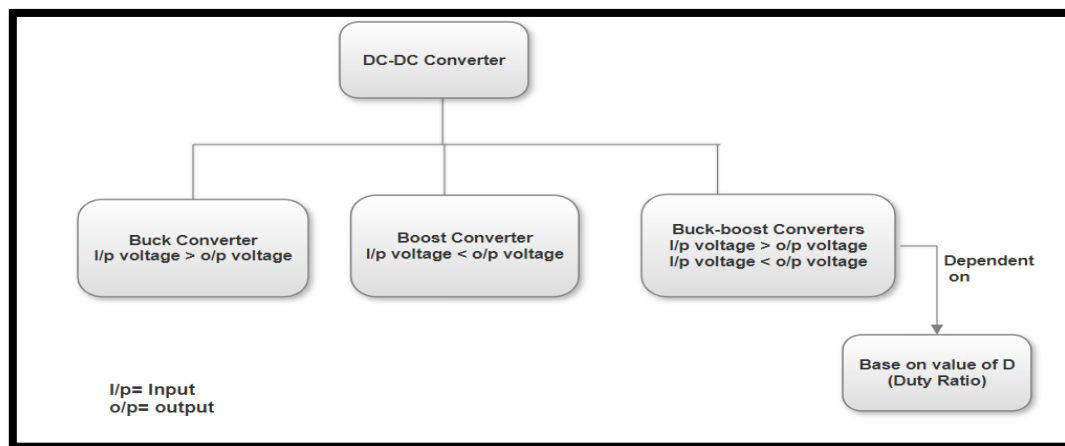 DC-DC Converter
Buck Converter
I/p voltage > o/p voltage
Boost Converter
I/p voltage < o/p voltage
Buck-boost Converters
I/p voltage > o/p voltage
I/p voltage < o/p voltage
Dependent
on
Base on value of D
(Duty Ratio)
I/p= Input
o/p= output